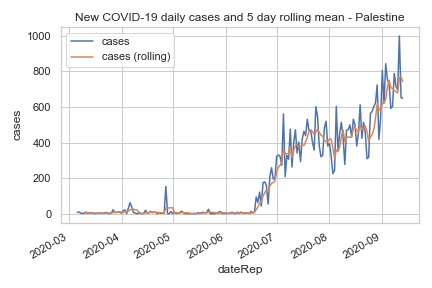 New COVID-19 daily cases and 5 day rolling mean - Palestine
cases
cases (rolling)
1000
800
600
400
200
0
cases
2020-03
2020-04
2020-05
2020-06
2020-07
2020-08
2020-09
dateRep